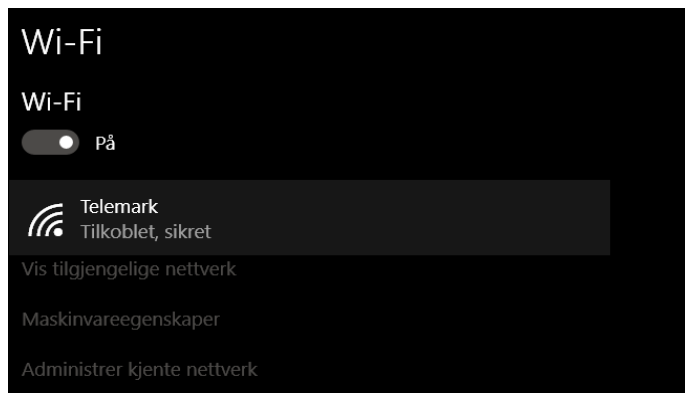 Wi-Fi
Wi-Fi
På
Telemark
Tilkoblet, sikret
Vis tilgjengelige nettverk
Maskinvareegenskaper
Administrer kjente nettverk